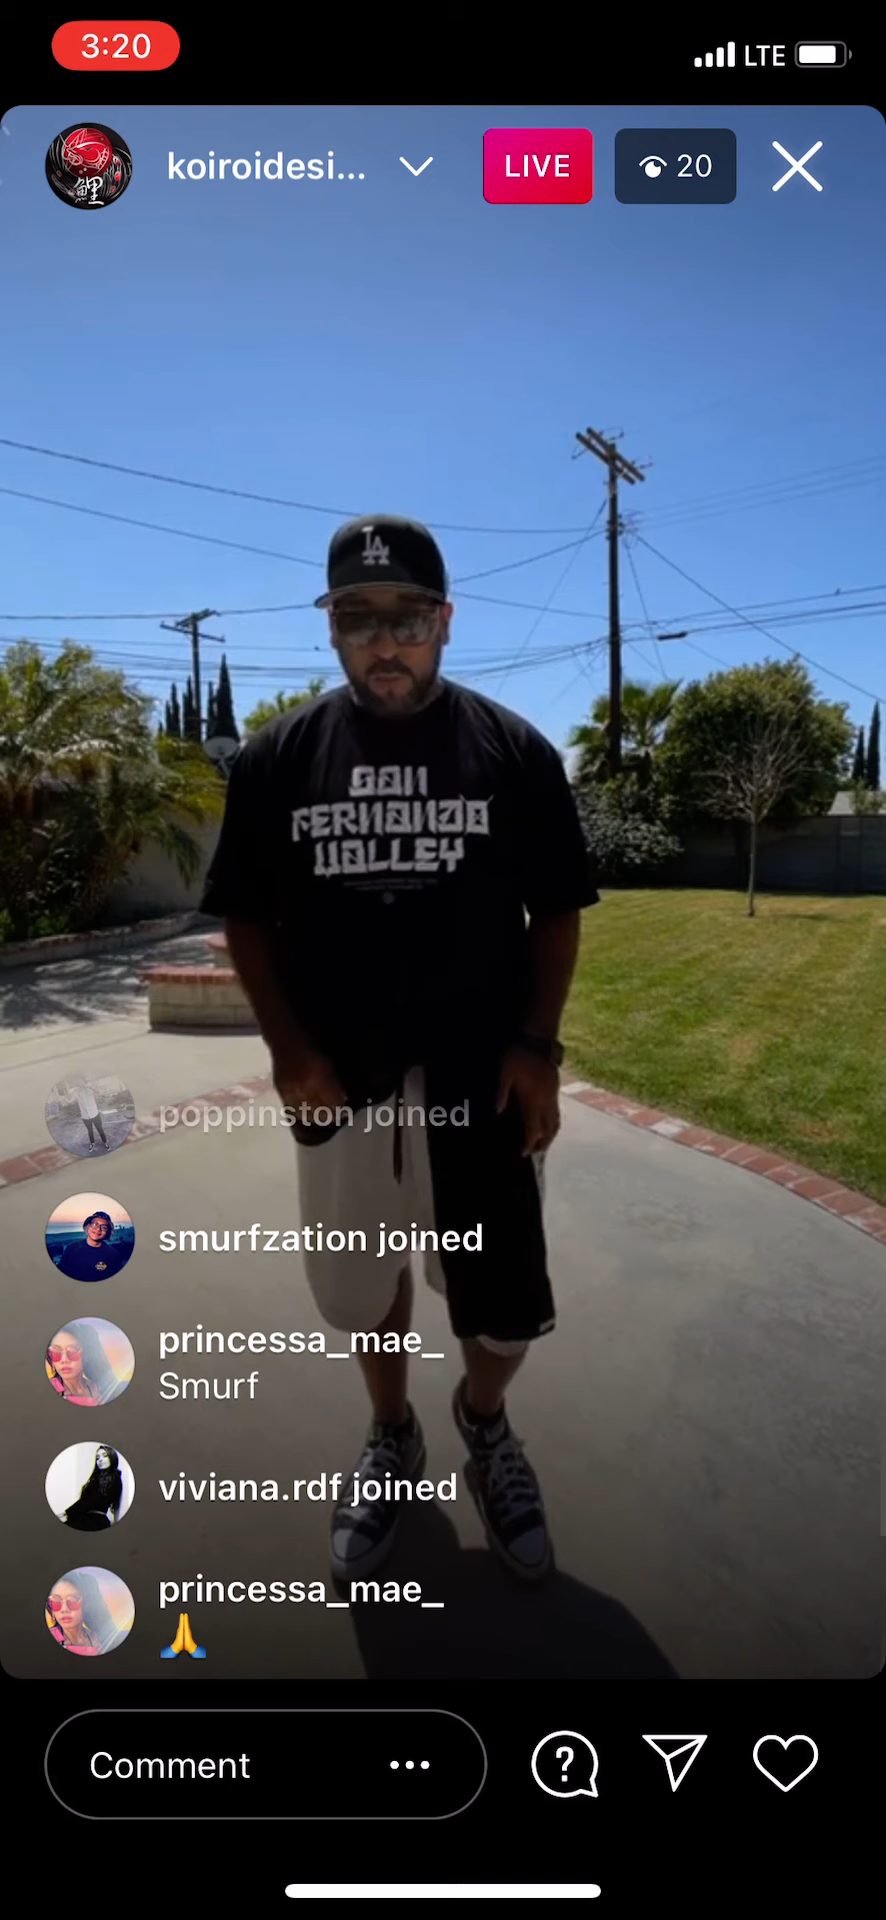 3:20
LTE
鯉
koiroidesi...
LIVE
20
LA
SAN
FERNANDO
VALLEY
poppinston joined
smurfzation joined
princessa_mae_
Smurf
viviana.rdf joined
princessa_mae_
🙏
Comment